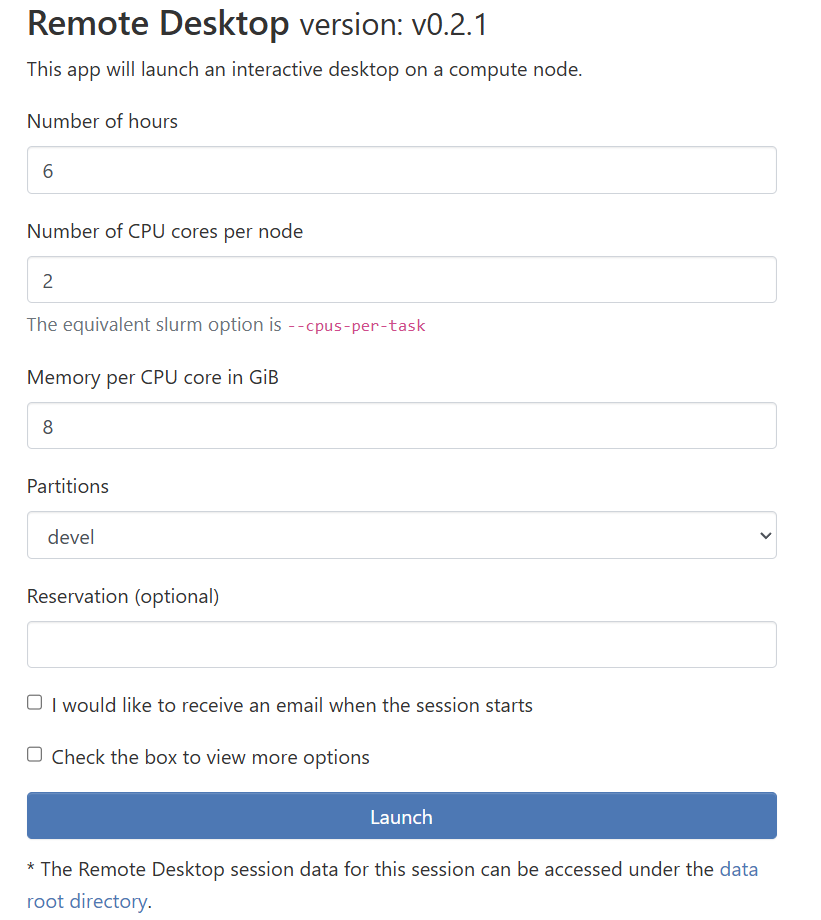 Remote Desktop version: v0.2.1
This app will launch an interactive desktop on a compute node.
Number of hours
6
Number of CPU cores per node
2
The equivalent slurm option is --cpus-per-task
Memory per CPU core in GiB
8
Partitions
devel
Reservation (optional)
I would like to receive an email when the session starts
Check the box to view more options
Launch
* The Remote Desktop session data for this session can be accessed under the data
root directory.